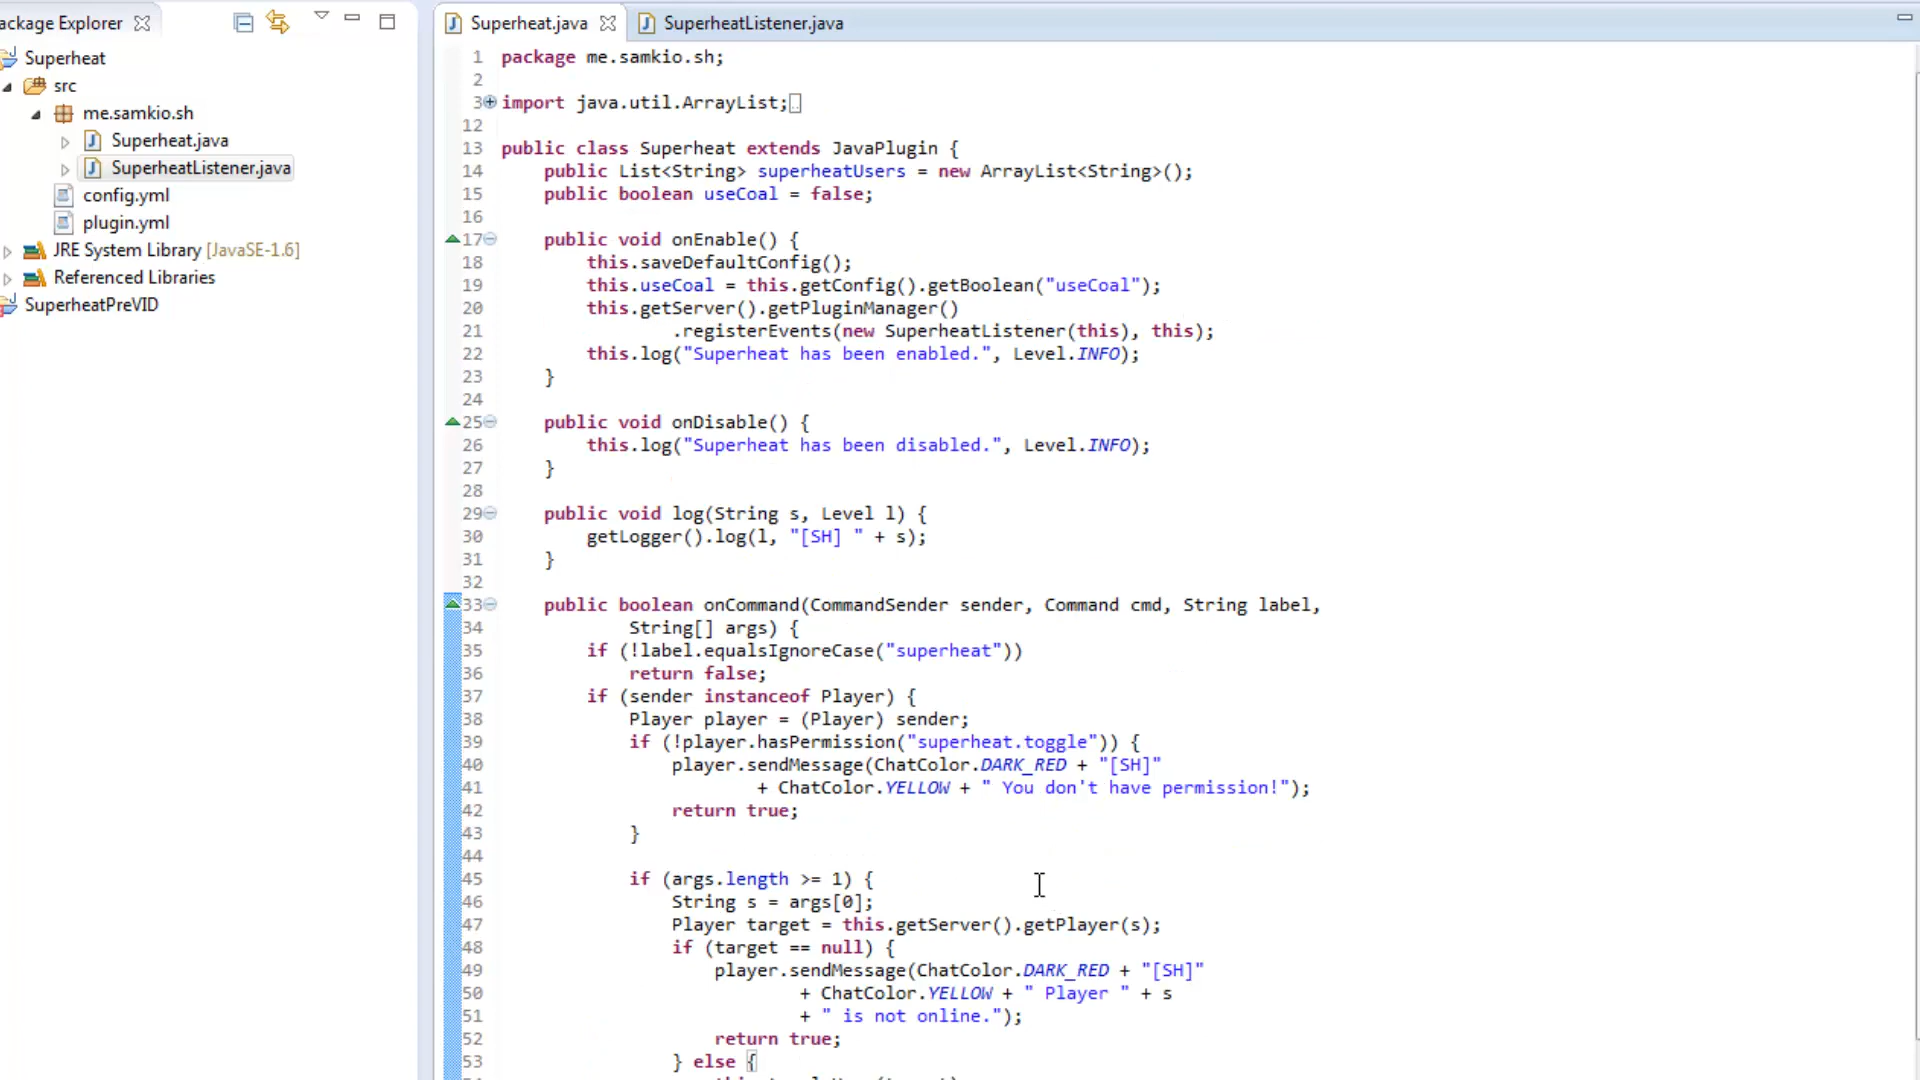 ackage Explorer
Superheat
src
me.samkio.sh
Superheat.java
SuperheatListener.java
config.yml
plugin.yml
JRE System Library [JavaSE-1.6]
Referenced Libraries
SuperheatPreVID
Superheat.java
SuperheatListener.java
1 package me.samkio.sh;
2
3 import java.util.ArrayList;
12
13 public class Superheat extends JavaPlugin {
14 public List<String> superheatUsers = new ArrayList<String>();
15 public boolean useCoal = false;
16
17 public void onEnable() {
18 this.saveDefaultConfig();
19 this.useCoal = this.getConfig().getBoolean("useCoal");
20 this.getServer().getPluginManager()
21 .registerEvents(new SuperheatListener(this), this);
22 this.log("Superheat has been enabled.", Level.INFO);
23 }
24
25 public void onDisable() {
26 this.log("Superheat has been disabled.", Level.INFO);
27 }
28
29 public void log(String s, Level l) {
30 getLogger().log(l, "[SH] " + s);
31 }
32
33 public boolean onCommand(CommandSender sender, Command cmd, String label,
34 String[] args) {
35 if (!label.equalsIgnoreCase("superheat"))
36 return false;
37 if (sender instanceof Player) {
38 Player player = (Player) sender;
39 if (!player.hasPermission("superheat.toggle")) {
40 player.sendMessage(ChatColor.DARK_RED + "[SH]"
41 + ChatColor.YELLOW + " You don't have permission!");
42 return true;
43 }
44
45 if (args.length >= 1) {
46 String s = args[0];
47 Player target = this.getServer().getPlayer(s);
48 if (target == null) {
49 player.sendMessage(ChatColor.DARK_RED + "[SH]"
50 + ChatColor.YELLOW + " Player " + s
51 + " is not online.");
52 return true;
53 } else {